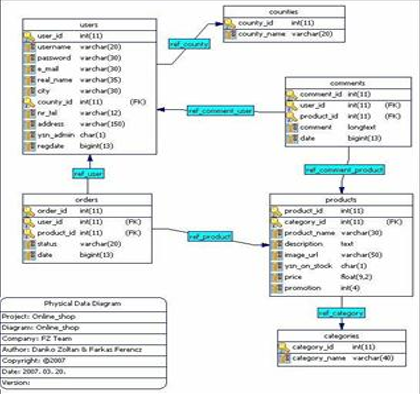 users
user_id int(11)
username varchar(20)
password varchar(30)
e_mail varchar(30)
real_name varchar(35)
city varchar(30)
county_id int(11) (FK)
nr_tel varchar(12)
address varchar(150)
ysn_admin char(1)
regdate bigint(13)
ref_county
counties
county_id int(11)
county_name varchar(20)
comments
comment_id int(11)
user_id int(11) (FK)
product_id int(11) (FK)
comment longtext
date bigint(13)
ref_comment_user
ref_comment_product
ref_user
orders
order_id int(11)
user_id int(11) (FK)
product_id int(11) (FK)
status varchar(20)
date bigint(13)
ref_product
products
product_id int(11)
category_id int(11) (FK)
product_name varchar(30)
description text
image_url varchar(50)
ysn_on_stock char(1)
price float(9,2)
promotion int(4)
ref_category
categories
category_id int(11)
category_name varchar(40)
Physical Data Diagram
Project: Online_shop
Diagram: Online_shop
Company: FZ Team
Author: Danko Zoltan & Farkas Ferencz
Copyright: ©2007
Date: 2007. 03. 20.
Version: